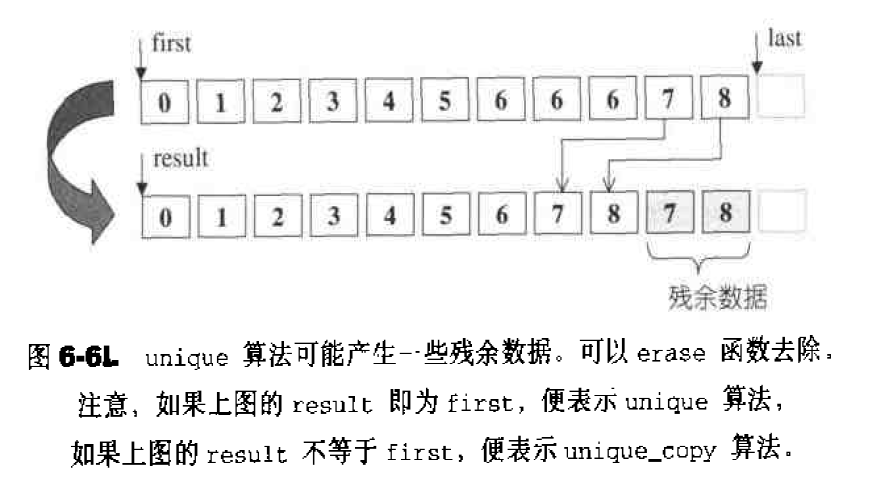 first
last
0 1 2 3 4 5 6 6 6 7 8
result
0 1 2 3 4 5 6 7 8 7 8
残余数据
图 6-6L unique 算法可能产生一些残余数据。可以 erase 函数去除。
注意，如果上图的 result 即为 first，便表示 unique 算法，
如果上图的 result 不等于 first，便表示 unique_copy 算法。